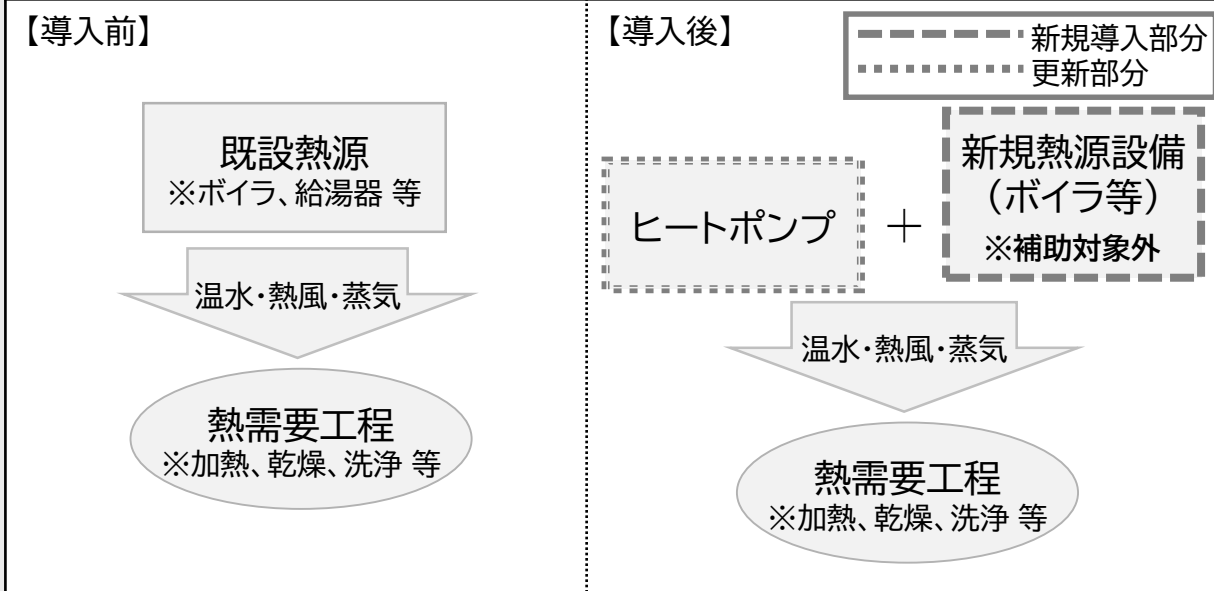 【導入前】
既設熱源
※ボイラ、給湯器 等
温水・熱風・蒸気
熱需要工程
※加熱、乾燥、洗浄 等
【導入後】
新規導入部分
更新部分
ヒートポンプ
＋
新規熱源設備
（ボイラ等）
※補助対象外
温水・熱風・蒸気
熱需要工程
※加熱、乾燥、洗浄 等